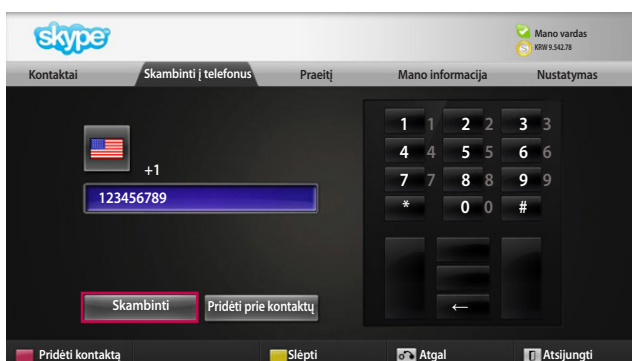 skype
Mano vardas
KRW 9.542.78
Kontaktai Skambinti į telefonus Praeitį Mano informacija Nustatymas
+1
123456789
1 1 2 2 3 3
4 4 5 5 6 6
7 7 8 8 9 9
* 0 0 #
←
Skambinti Pridėti prie kontaktų
Pridėti kontaktą Slėpti Atgal Atsijungti